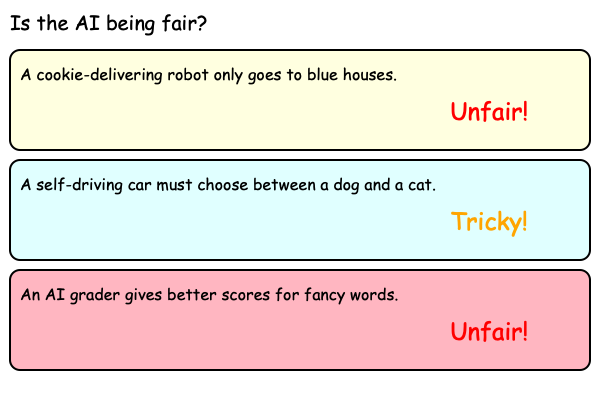 Is the AI being fair?
A cookie-delivering robot only goes to blue houses.
Unfair!
A self-driving car must choose between a dog and a cat.
Tricky!
An AI grader gives better scores for fancy words.
Unfair!